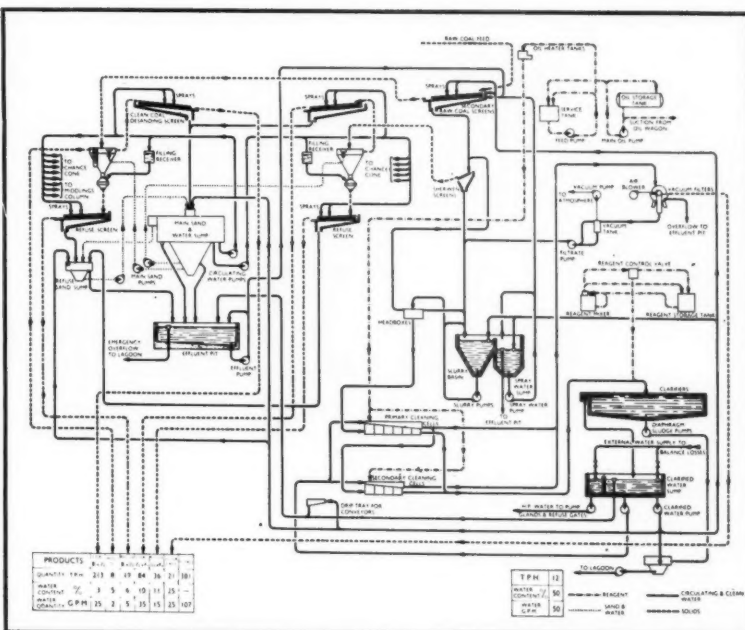 RAW COAL FEED
OIL HEATER TANKS
SPRAYS
CLEAN COAL
DESANDING SCREEN
SPRAYS
SPRAYS
SECONDARY
RAW COAL SCREENS
SERVICE
TANK
OIL STORAGE
TANK
SUCTION FROM
OIL WAGON
FEED PUMP
MAIN OIL PUMP
FILLING
RECEIVER
FILLING
RECEIVER
TO
CHANCE
CONE
TO
MIDDLINGS
COLUMN
TO
CHANCE
CONE
SHERWEN
SCREENS
VACUUM PUMP
AIR
BLOWER
VACUUM FILTERS
TO
ATMOSPHERE
OVERFLOW TO
EFFLUENT PIT
VACUUM
TANK
FILTRATE
PUMP
SPRAYS
REFUSE SCREEN
SPRAYS
REFUSE
SCREEN
MAIN SAND
&
WATER SUMP
REFUSE
SAND SUMP
MAIN SAND
PUMPS
CIRCULATING
WATER PUMPS
REAGENT CONTROL VALVE
REAGENT MIXER
REAGENT STORAGE TANK
HEADBOXES
EMERGENCY
OVERFLOW
TO LAGOON
EFFLUENT PIT
EFFLUENT
PUMP
SLURRY
BASIN
SPRAY
WATER
SUMP
SLURRY PUMPS
SPRAY WATER
PUMP
TO
EFFLUENT PIT
CLARIFIERS
DIAPHRAGM
SLUDGE PUMPS
PRIMARY CLEANING
CELLS
EXTERNAL WATER SUPPLY TO
BALANCE LOSSES
SECONDARY CLEANING
CELLS
CLARIFIED
WATER
SUMP
DRIP TRAY FOR
CONVEYORS
H.P. WATER TO PUMP
GLANDS & REFUSE GATES
CLARIFIED
WATER PUMP
TO LAGOON
PRODUCTS
QUANTITY T.P.H. 213 8 19 84 36 21 381
WATER CONTENT % 3 5 6 10 11 25 —
WATER QUANTITY G.P.M. 25 2 5 35 15 25 107
T.P.H. 12
WATER CONTENT % 50
WATER G.P.M. 50
REAGENT
SAND &
WATER
CIRCULATING & CLEAN
WATER
SOLIDS